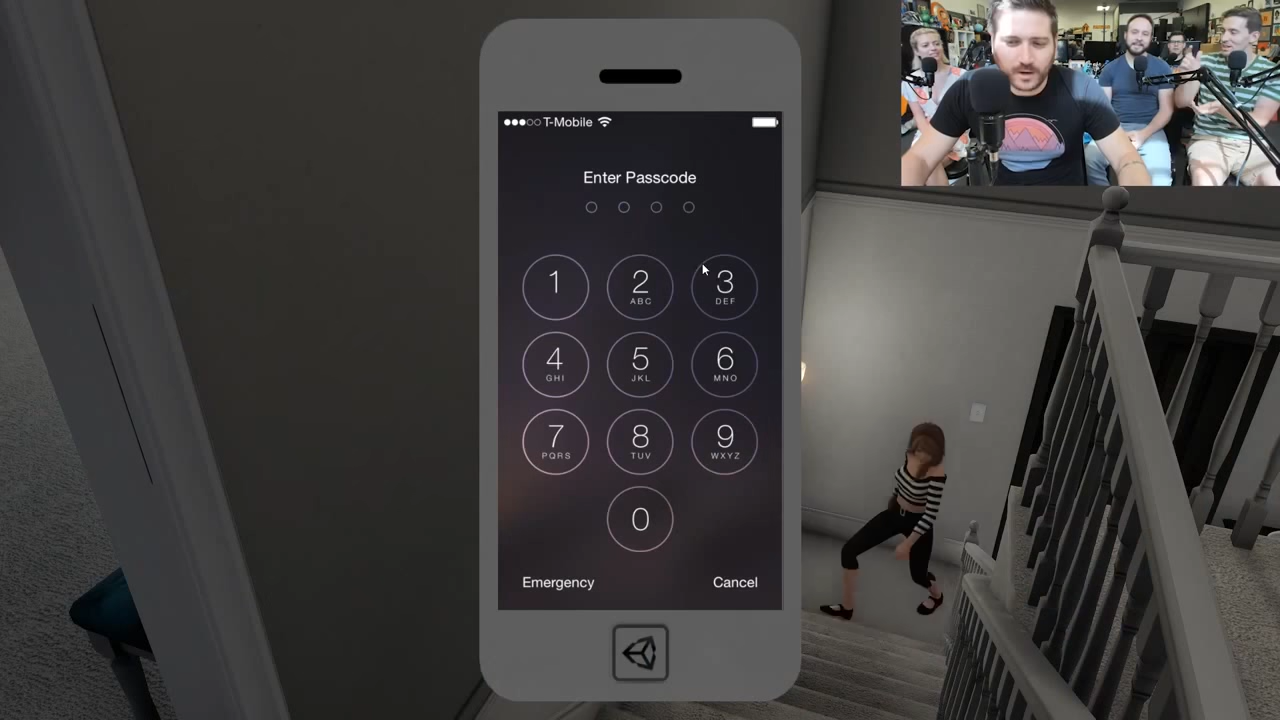 ●●●○○ T-Mobile
Enter Passcode
1 2 3
ABC DEF
4 5 6
GHI JKL MNO
7 8 9
PQRS TUV WXYZ
0
Emergency Cancel